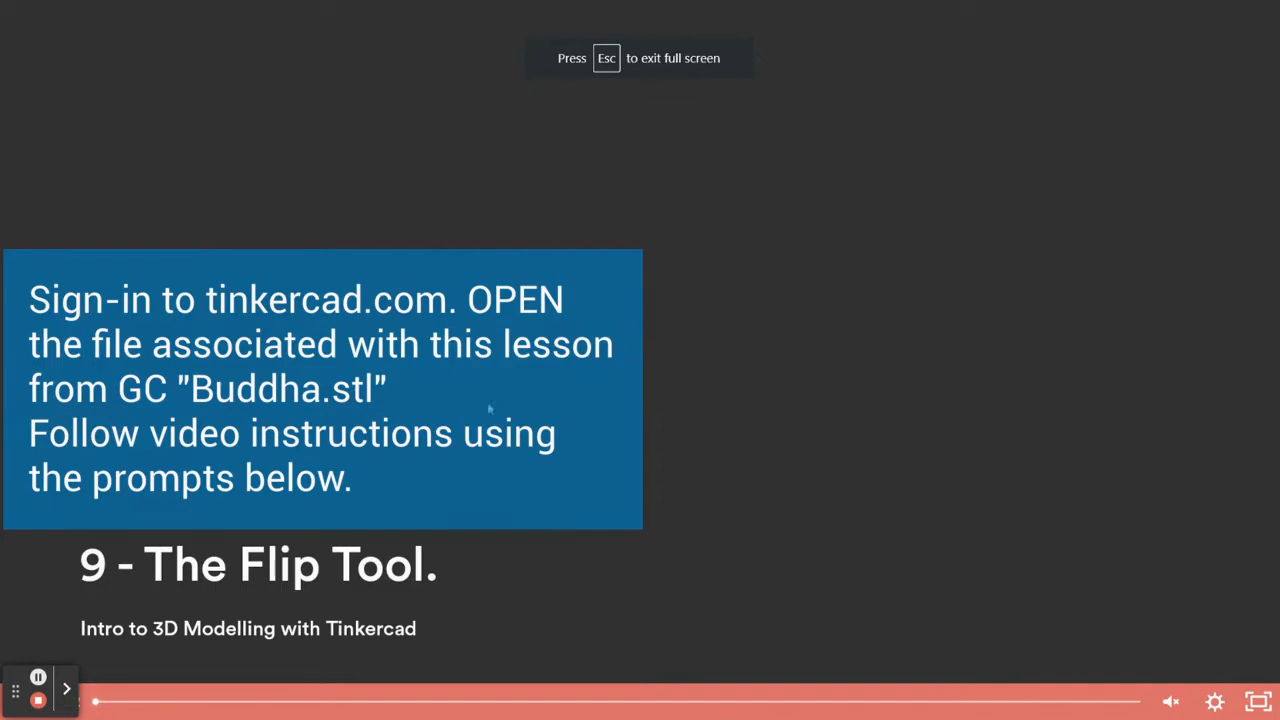 Press Esc to exit full screen
Sign-in to tinkercad.com. OPEN
the file associated with this lesson
from GC "Buddha.stl"
Follow video instructions using
the prompts below.
9 - The Flip Tool.
Intro to 3D Modelling with Tinkercad